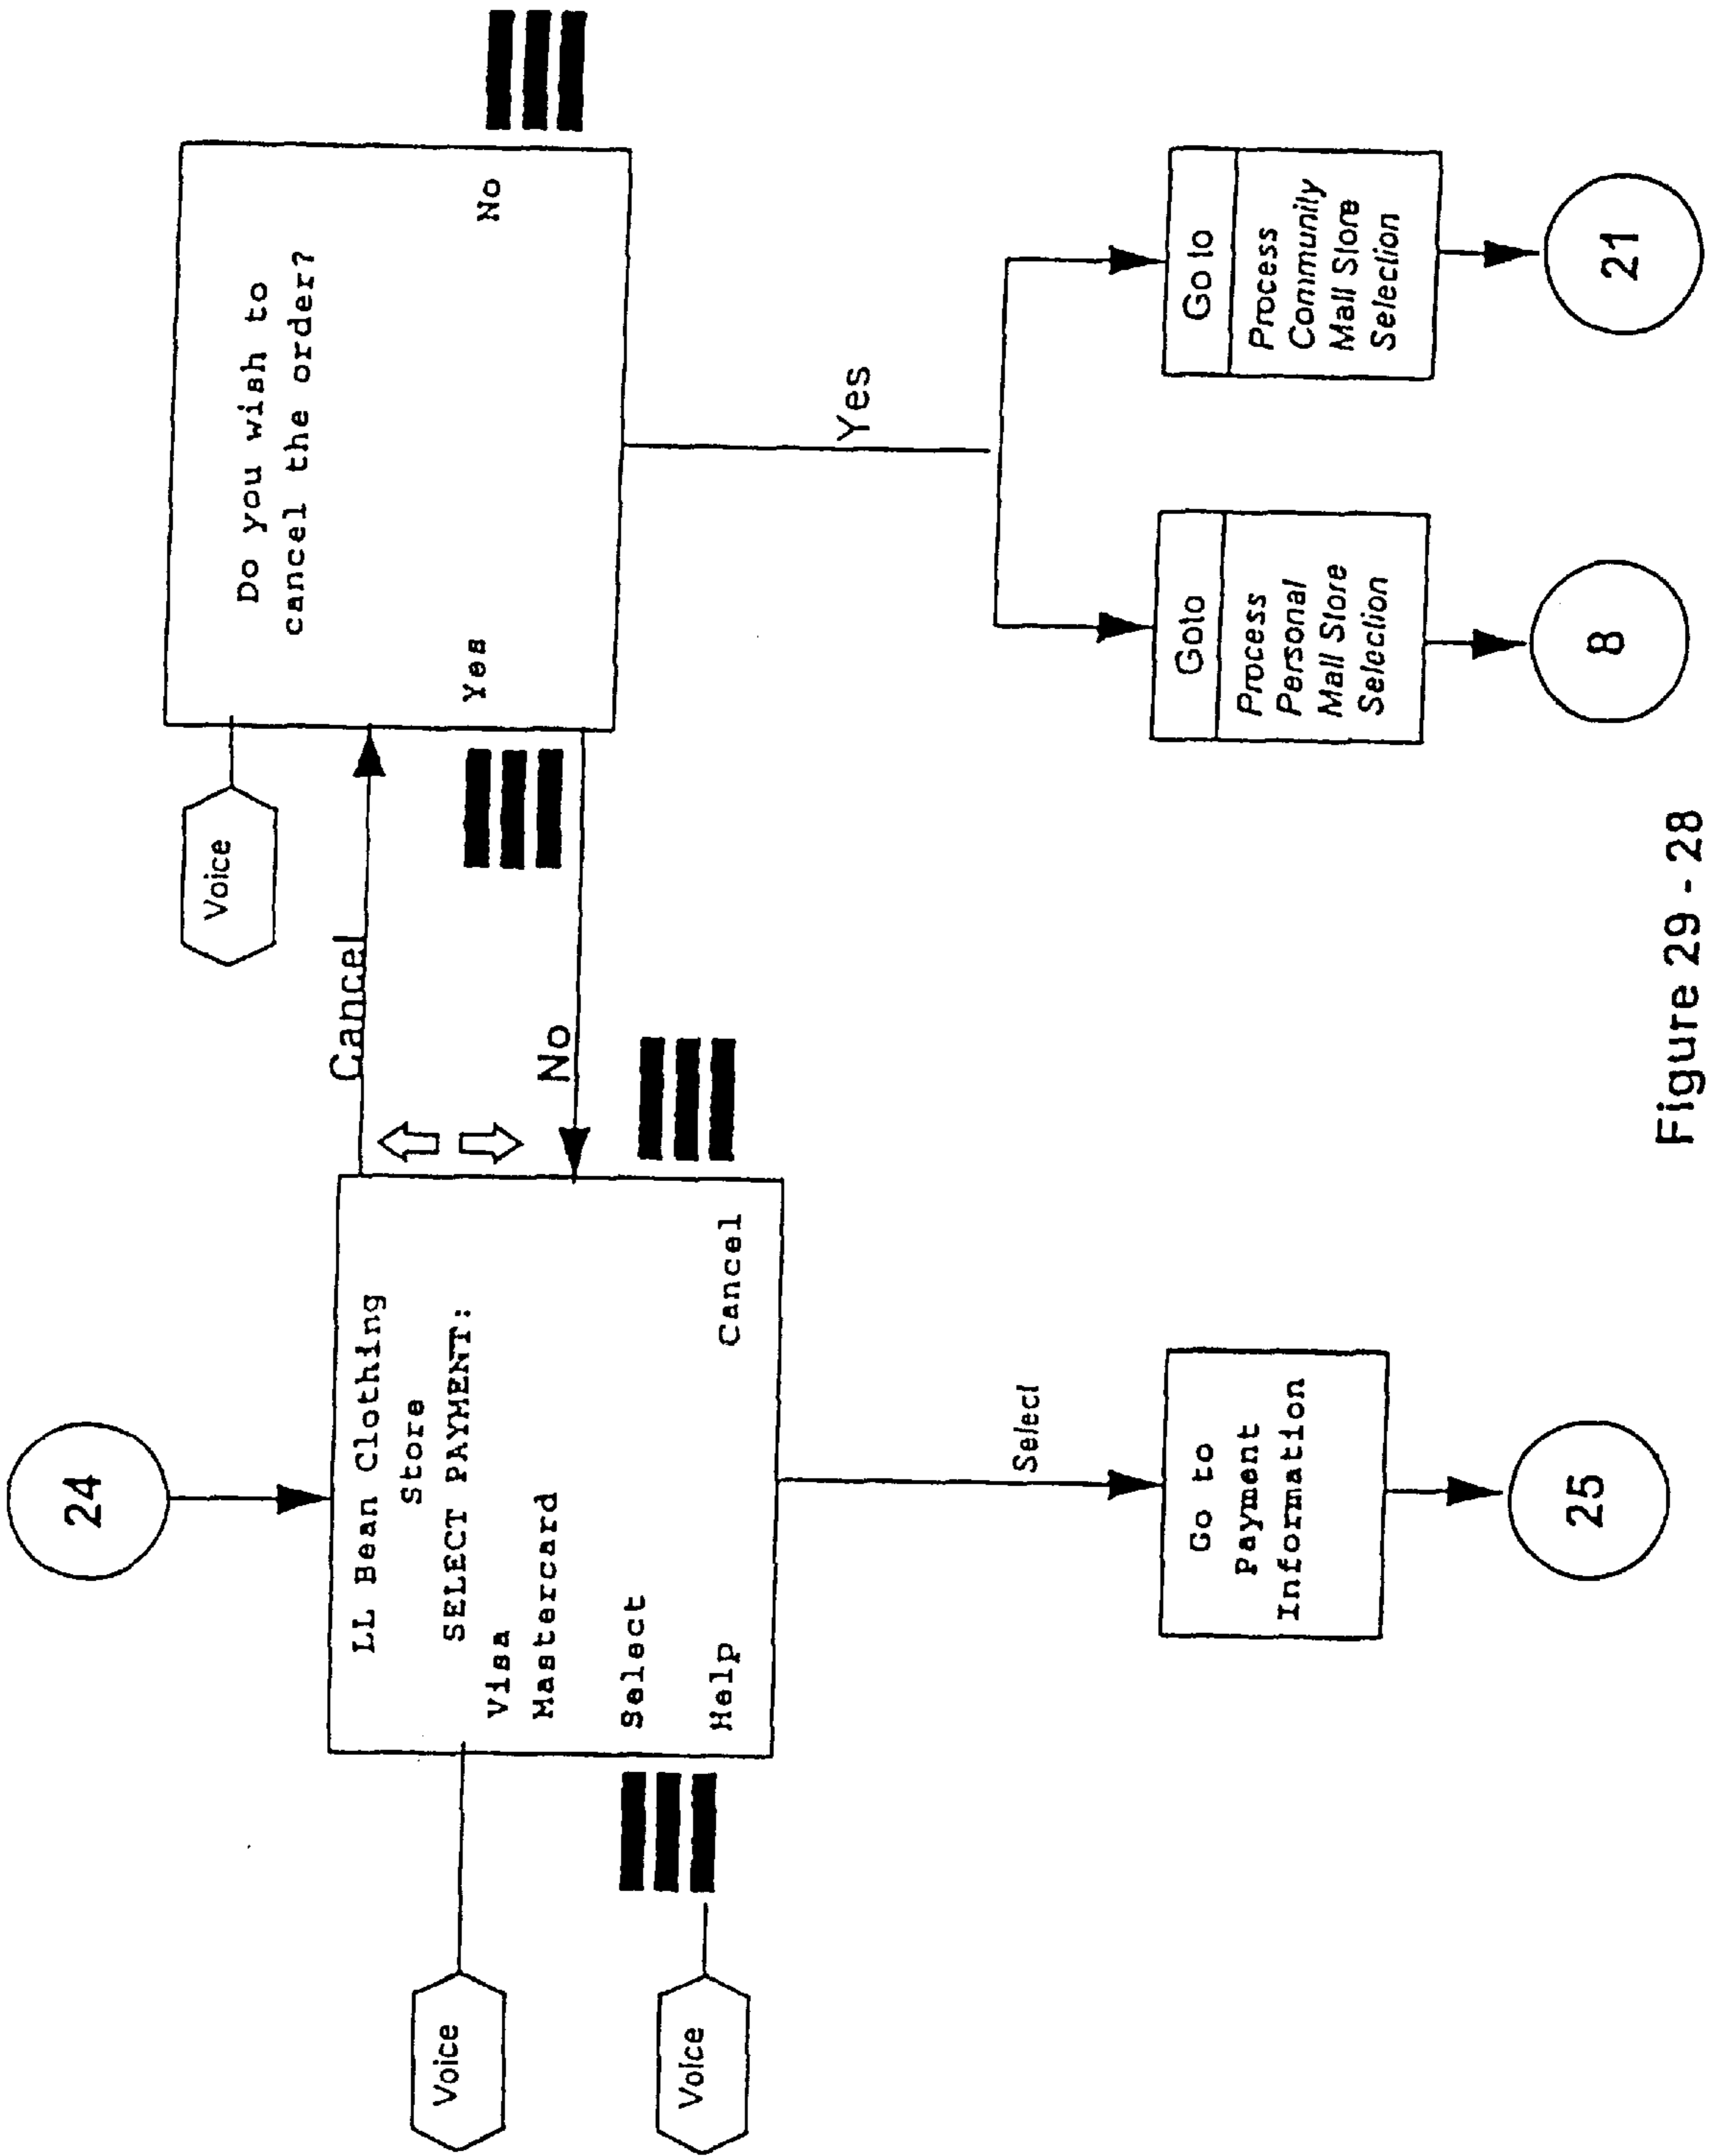 24
LL Bean Clothing
Store
SELECT PAYMENT:
Visa
Mastercard
Select
Help
Cancel
Voice
Voice
Cancel
No
Voice
Do you wish to
cancel the order?
Yes
No
Select
Go to
Payment
Information
25
Yes
Goto
Process
Personal
Mall Store
Selection
8
Go to
Process
Community
Mall Store
Selection
21
Figure 29 - 28